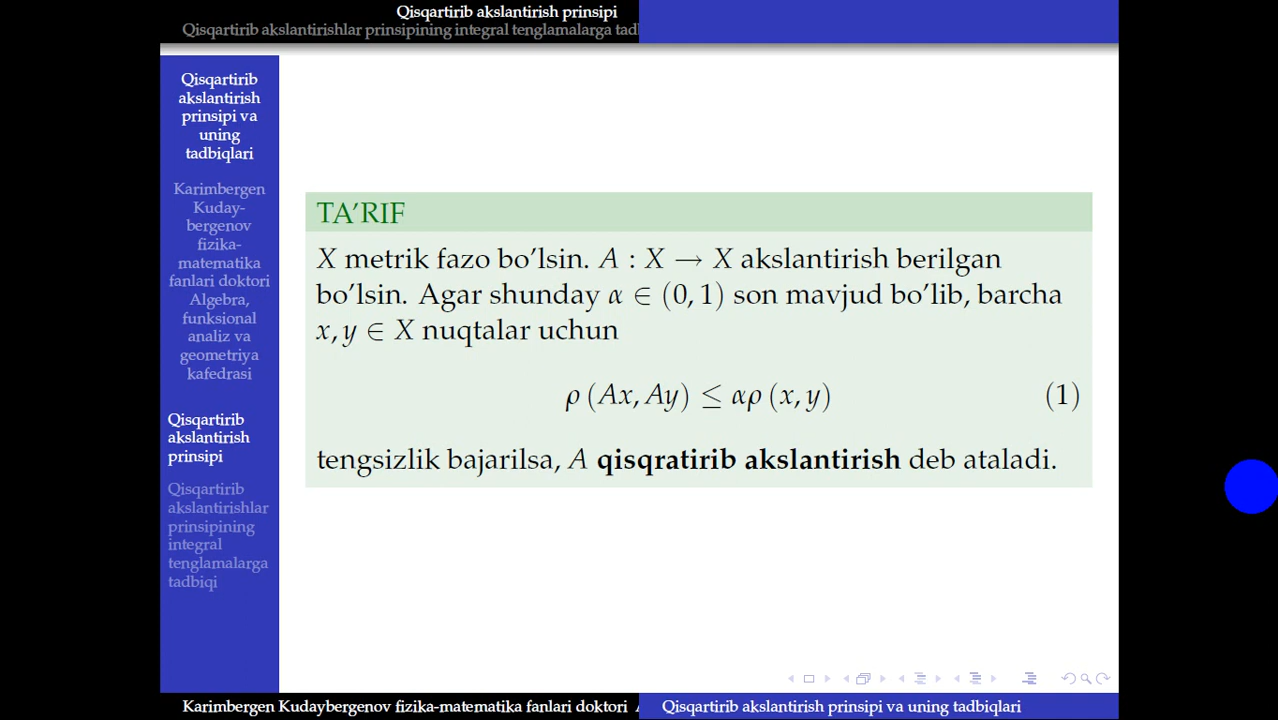 Qisqartirib akslantirish prinsipi
Qisqartirib akslantirishlar prinsipining integral tenglamalarga
Qisqartirib
akslantirish
prinsipi va
uning
tadbiqlari
Karimbergen
Kuday-
bergenov
fizika-
matematika
fanlari doktori
Algebra,
funksional
analiz va
geometriya
kafedrasi
Qisqartirib
akslantirish
prinsipi
Qisqartirib
akslantirishlar
prinsipining
integral
tenglamalarga
tadbiqi
TA'RIF
X metrik fazo bo'lsin. A : X → X akslantirish berilgan
bo'lsin. Agar shunday α ∈ (0, 1) son mavjud bo'lib, barcha
x, y ∈ X nuqtalar uchun
ρ (Ax, Ay) ≤ αρ (x, y) (1)
tengsizlik bajarilsa, A qisqratirib akslantirish deb ataladi.
Karimbergen Kudaybergenov fizika-matematika fanlari doktori
Qisqartirib akslantirish prinsipi va uning tadbiqlari